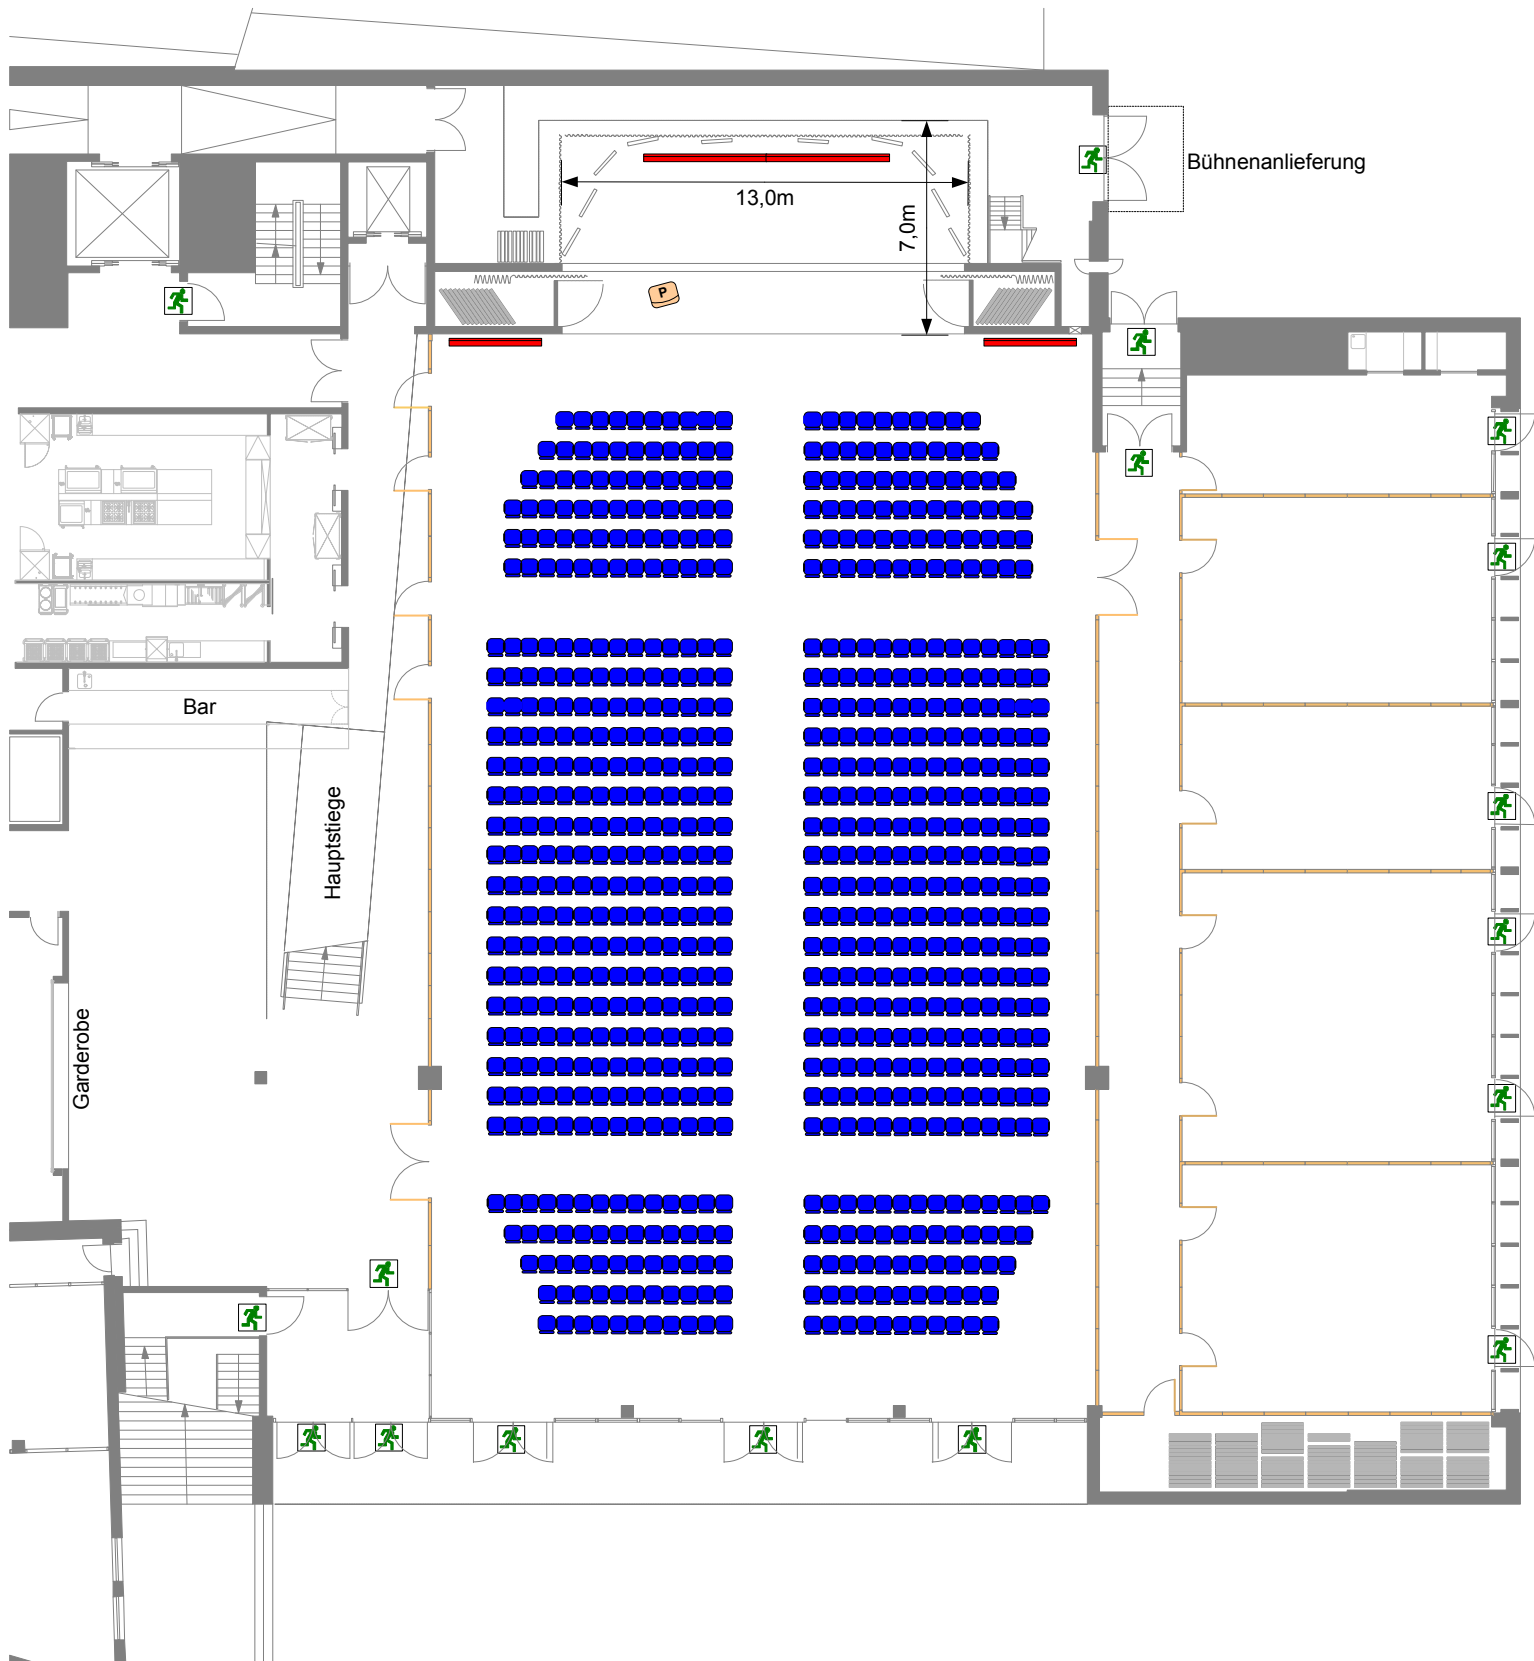 Bühnenanlieferung
13,0m
7,0m
P
Bar
Hauptstiege
Garderobe